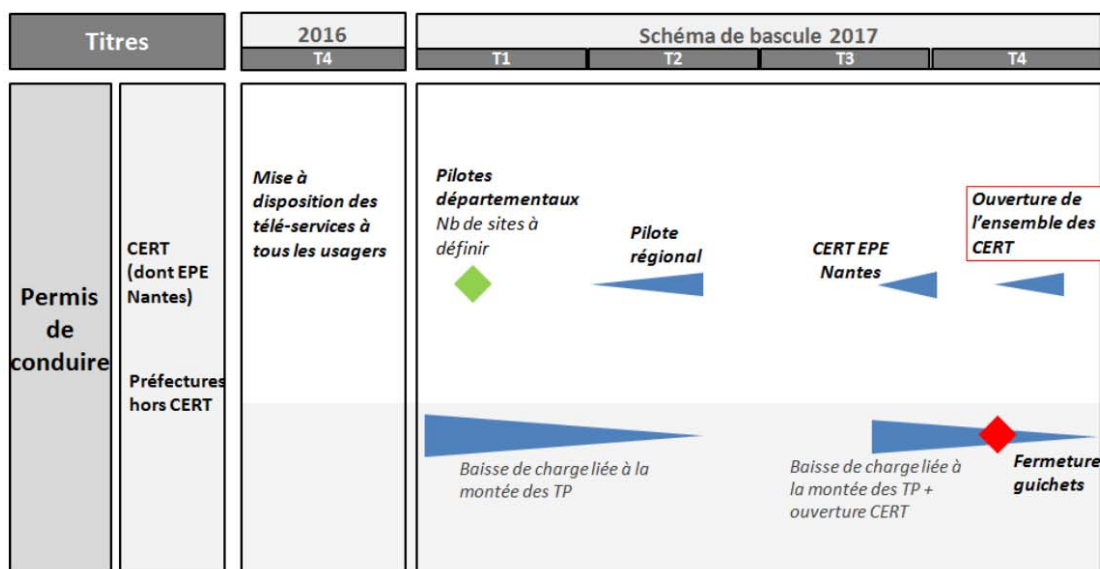 Titres
2016
T4
Schéma de bascule 2017
T1
T2
T3
T4
Permis
de
conduire
CERT
(dont EPE
Nantes)
Préfectures
hors CERT
Mise à
disposition des
télé-services à
tous les usagers
Pilotes
départementaux
Nb de sites à
définir
Pilote
régional
CERT EPE
Nantes
Ouverture de
l'ensemble des
CERT
Baisse de charge liée à la
montée des TP
Baisse de charge liée à
la montée des TP +
ouverture CERT
Fermeture
guichets